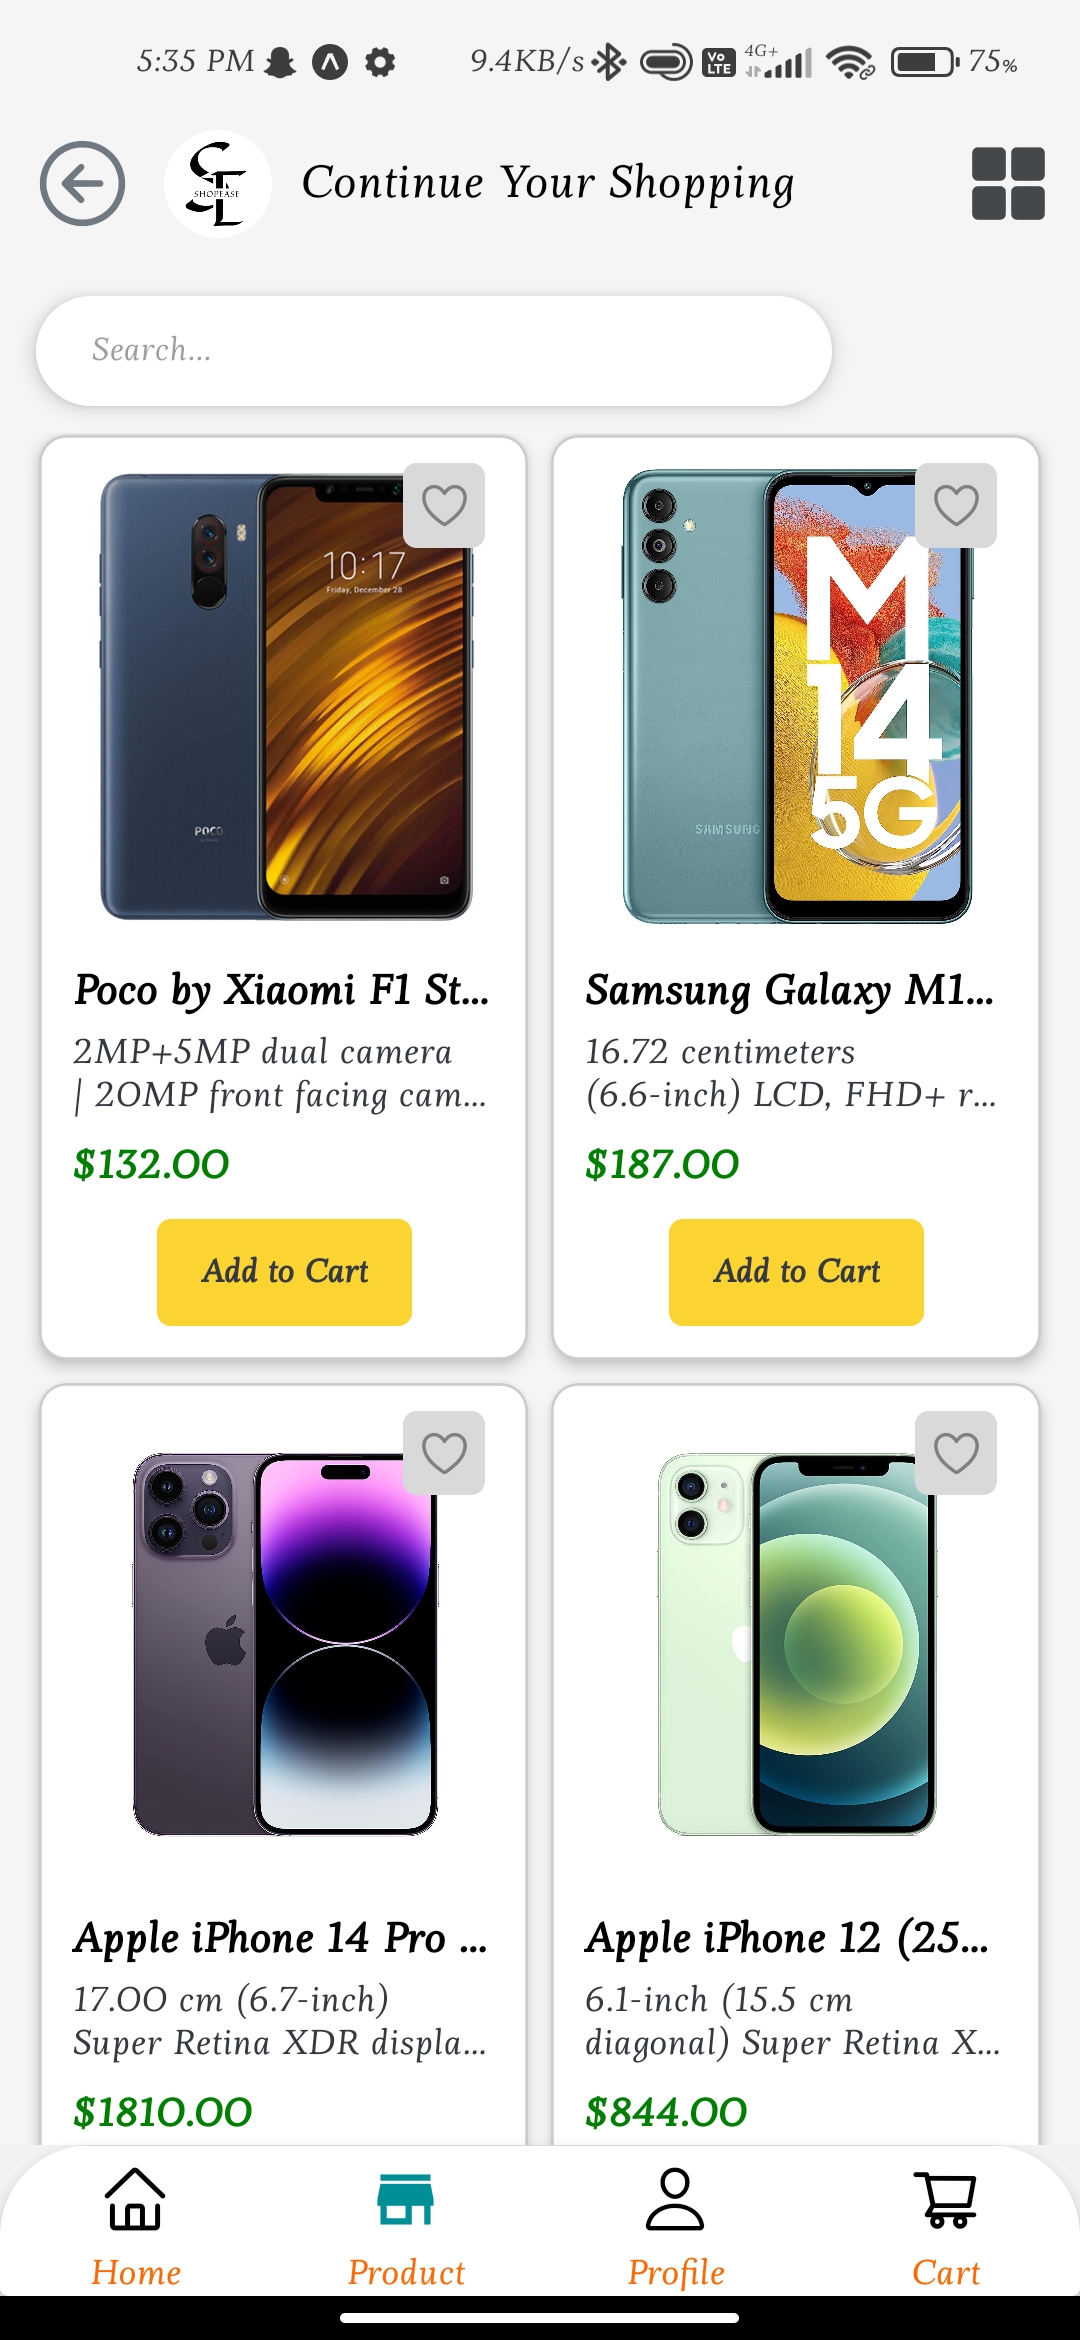 5:35 PM 9.4KB/s Vo LTE 4G+ 75%
SHOPEASE
Continue Your Shopping
Search...
10:17
Friday, December 28
POCO
M
14
5G
SAMSUNG
Poco by Xiaomi F1 St...
2MP+5MP dual camera
| 20MP front facing cam...
$132.00
Add to Cart
Samsung Galaxy M1...
16.72 centimeters
(6.6-inch) LCD, FHD+ r...
$187.00
Add to Cart
Apple iPhone 14 Pro ...
17.00 cm (6.7-inch)
Super Retina XDR displa...
$1810.00
Apple iPhone 12 (25...
6.1-inch (15.5 cm
diagonal) Super Retina X...
$844.00
Home Product Profile Cart